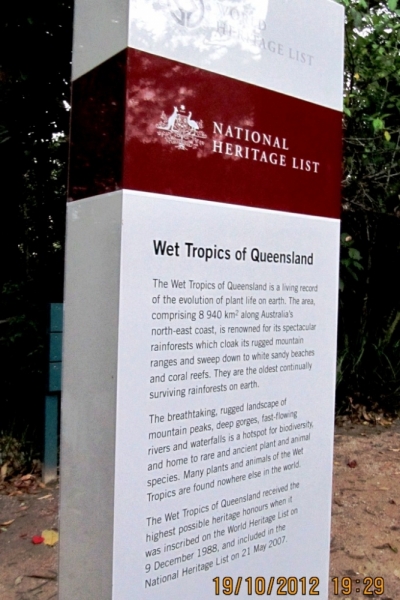 WORLD
HERITAGE LIST
NATIONAL
HERITAGE LIST
Wet Tropics of Queensland
The Wet Tropics of Queensland is a living record
of the evolution of plant life on earth. The area,
comprising 8 940 km² along Australia's
north-east coast, is renowned for its spectacular
rainforests which cloak its rugged mountain
ranges and sweep down to white sandy beaches
and coral reefs. They are the oldest continually
surviving rainforests on earth.
The breathtaking, rugged landscape of
mountain peaks, deep gorges, fast-flowing
rivers and waterfalls is a hotspot for biodiversity,
and home to rare and ancient plant and animal
species. Many plants and animals of the Wet
Tropics are found nowhere else in the world.
The Wet Tropics of Queensland received the
highest possible heritage honours when it
was inscribed on the World Heritage List on
9 December 1988, and included in the
National Heritage List on 21 May 2007.
19/10/2012 19:29